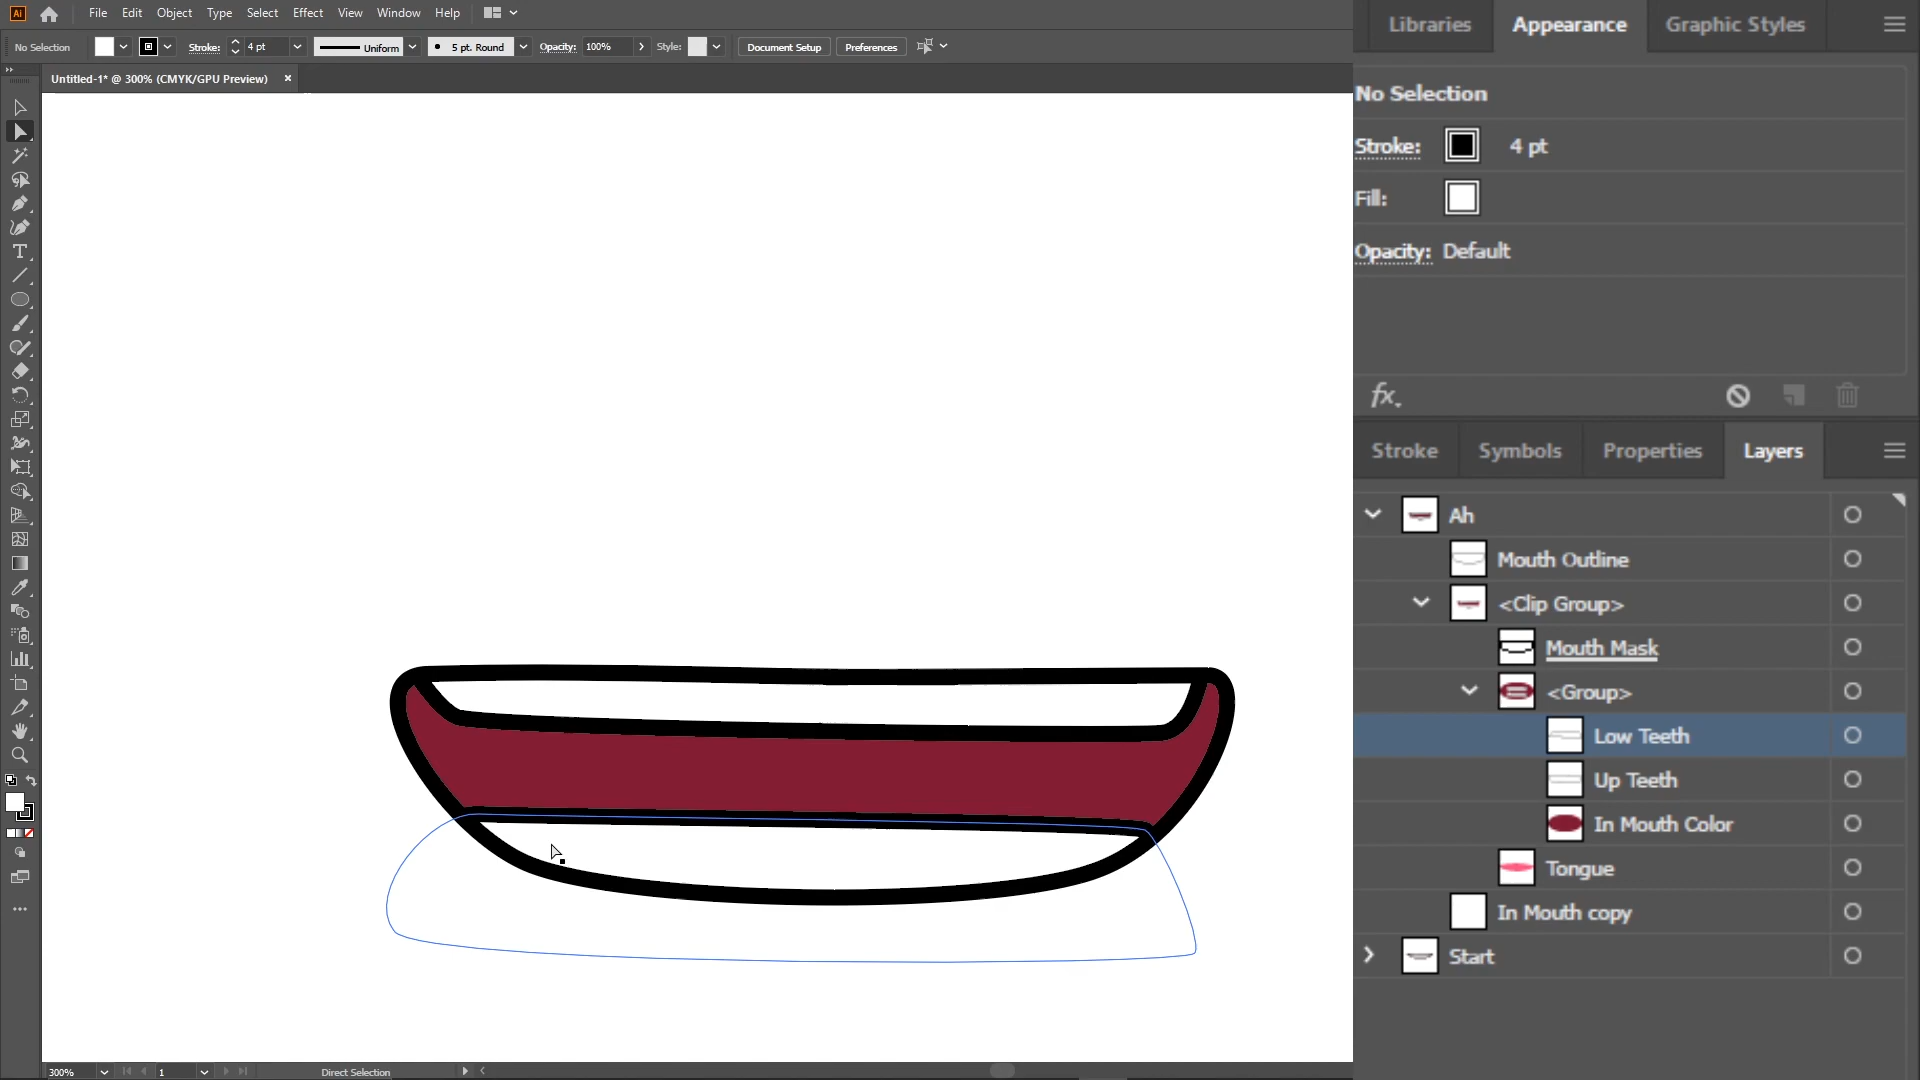 Ai File Edit Object Type Select Effect View Window Help
No Selection Stroke: 4 pt Uniform 5 pt. Round Opacity: 100% Style: Document Setup Preferences
Untitled-1* @ 300% (CMYK/GPU Preview) ×
Libraries Appearance Graphic Styles
No Selection
Stroke: 4 pt
Fill:
Opacity: Default
fx
Stroke Symbols Properties Layers
Ah
Mouth Outline
<Clip Group>
Mouth Mask
<Group>
Low Teeth
Up Teeth
In Mouth Color
Tongue
In Mouth copy
Start
300% 1 Direct Selection